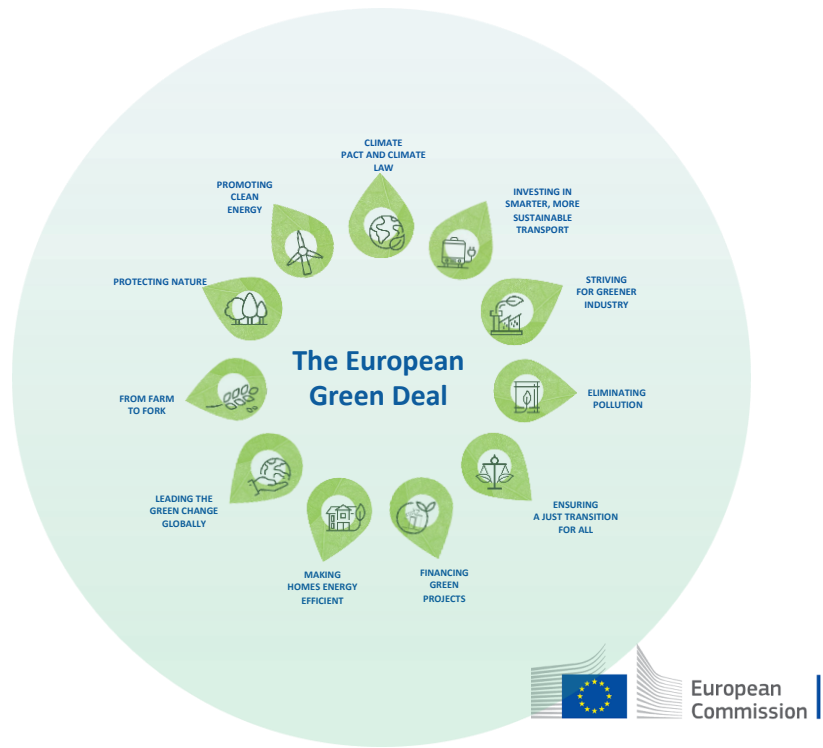 CLIMATE
PACT AND CLIMATE
LAW
PROMOTING
CLEAN
ENERGY
INVESTING IN
SMARTER, MORE
SUSTAINABLE
TRANSPORT
PROTECTING NATURE
STRIVING
FOR GREENER
INDUSTRY
The European
Green Deal
FROM FARM
TO FORK
ELIMINATING
POLLUTION
LEADING THE
GREEN CHANGE
GLOBALLY
ENSURING
A JUST TRANSITION
FOR ALL
MAKING
HOMES ENERGY
EFFICIENT
FINANCING
GREEN
PROJECTS
European
Commission